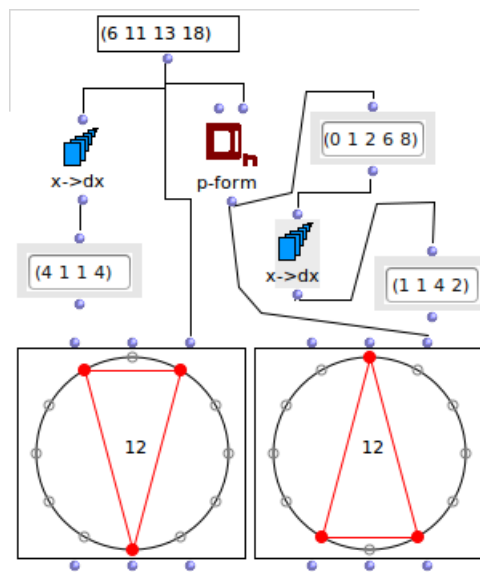 (6 11 13 18)
n
x->dx
p-form
(0 1 2 6 8)
x->dx
(4 1 1 4)
(1 1 4 2)
12
12